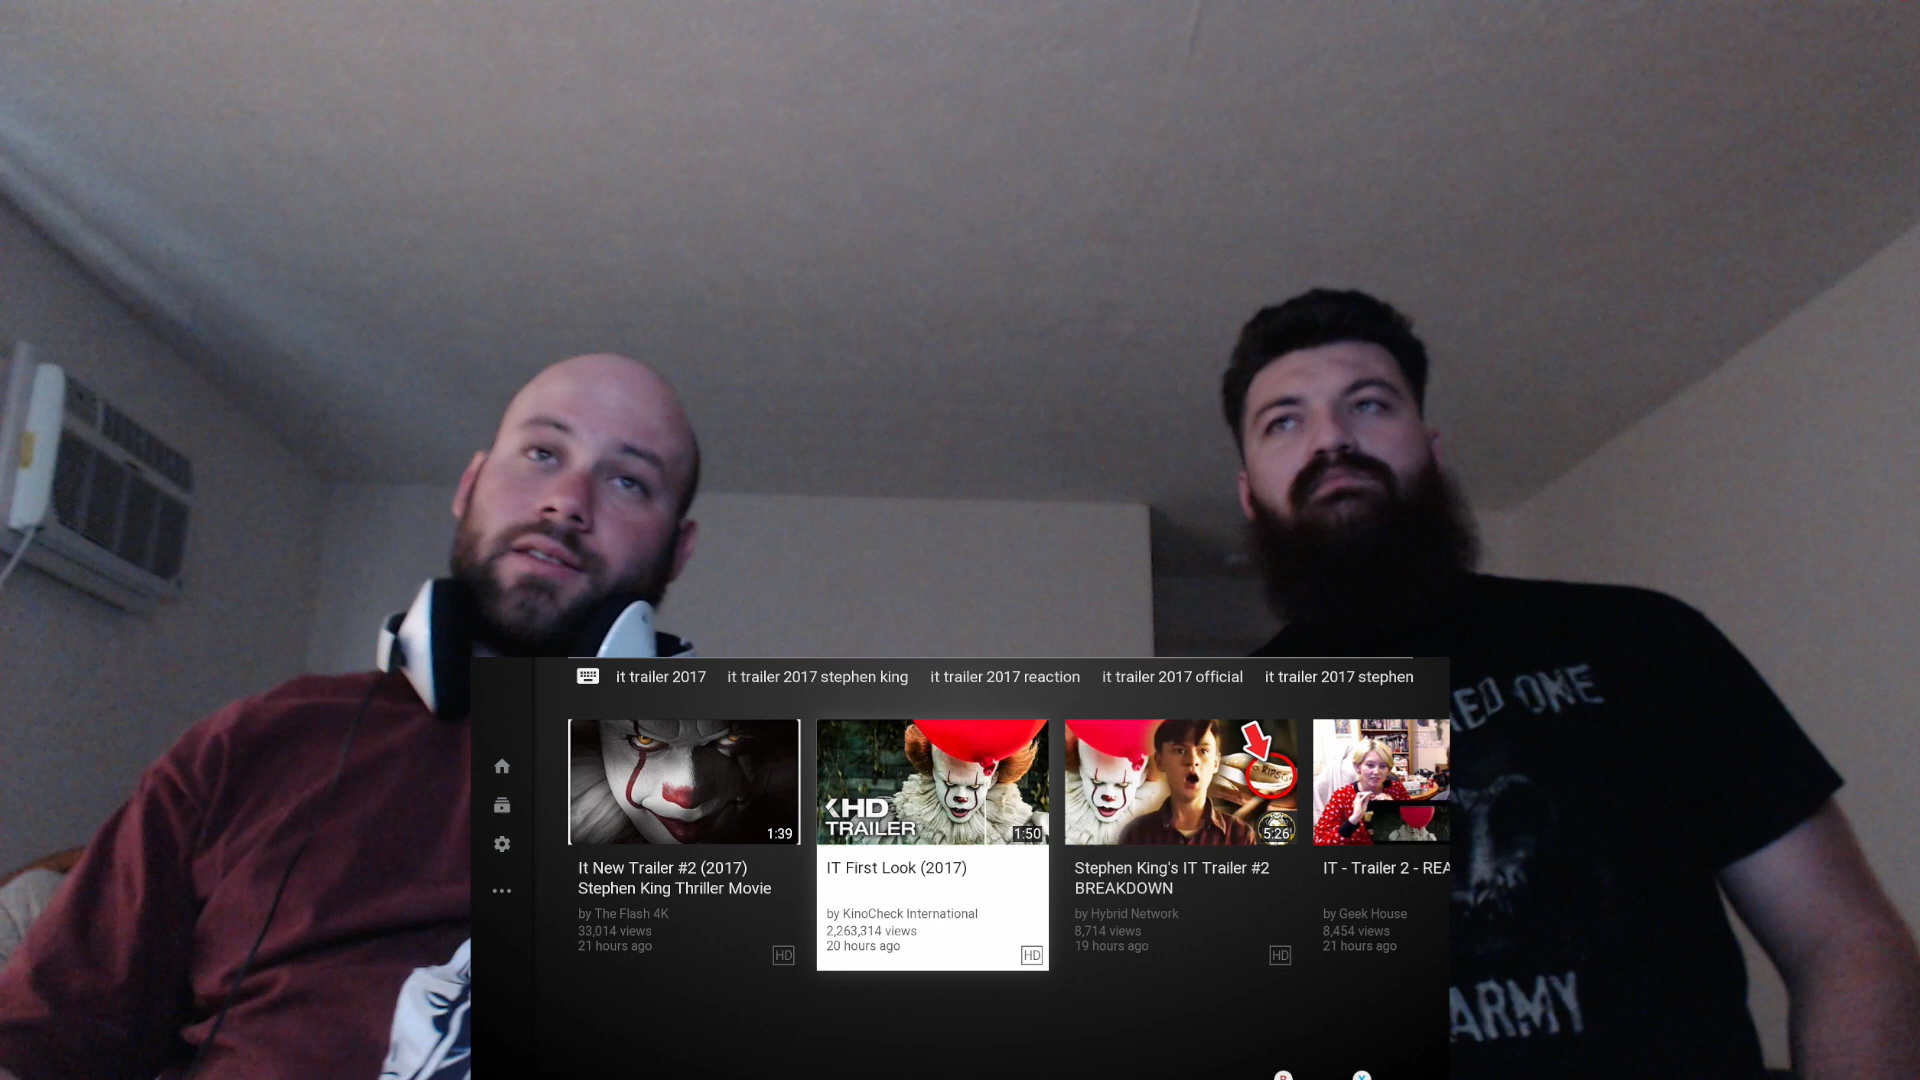 it trailer 2017 it trailer 2017 stephen king it trailer 2017 reaction it trailer 2017 official it trailer 2017 stephen
1:39
It New Trailer #2 (2017)
Stephen King Thriller Movie
by The Flash 4K
33,014 views
21 hours ago
HD
KHD
TRAILER
1:50
IT First Look (2017)
by KinoCheck International
2,263,314 views
20 hours ago
HD
5:26
Stephen King's IT Trailer #2
BREAKDOWN
by Hybrid Network
8,714 views
19 hours ago
HD
IT - Trailer 2 - REA
by Geek House
8,454 views
21 hours ago
ONE
ARMY